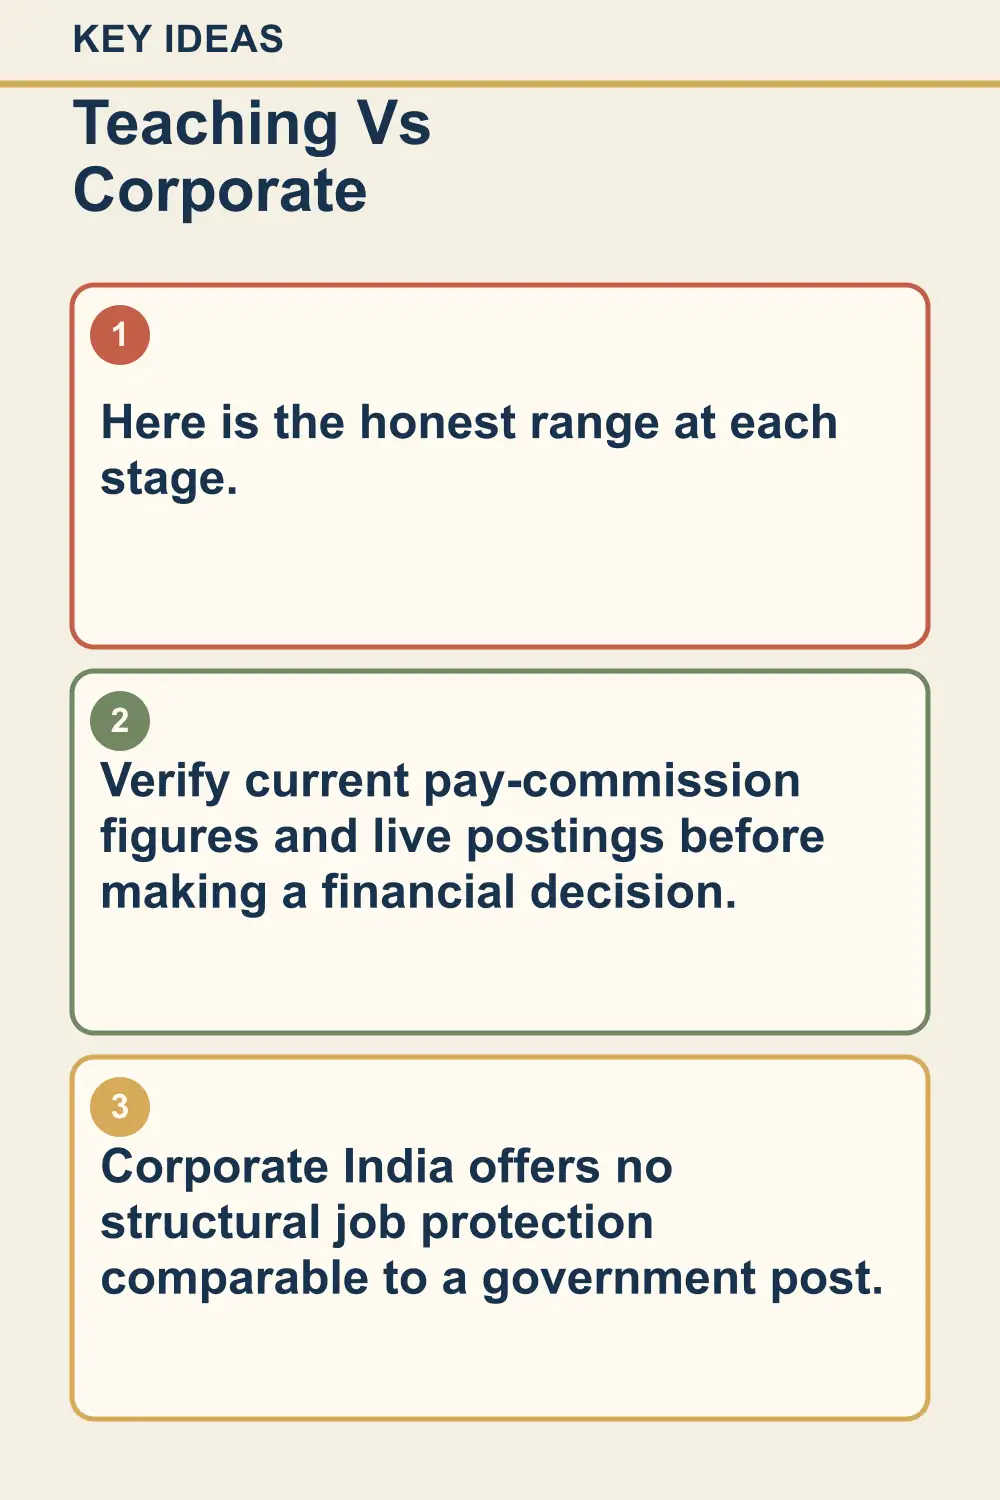 KEY IDEAS
Teaching Vs
Corporate
1
Here is the honest range at each
stage.
2
Verify current pay-commission
figures and live postings before
making a financial decision.
3
Corporate India offers no
structural job protection
comparable to a government post.